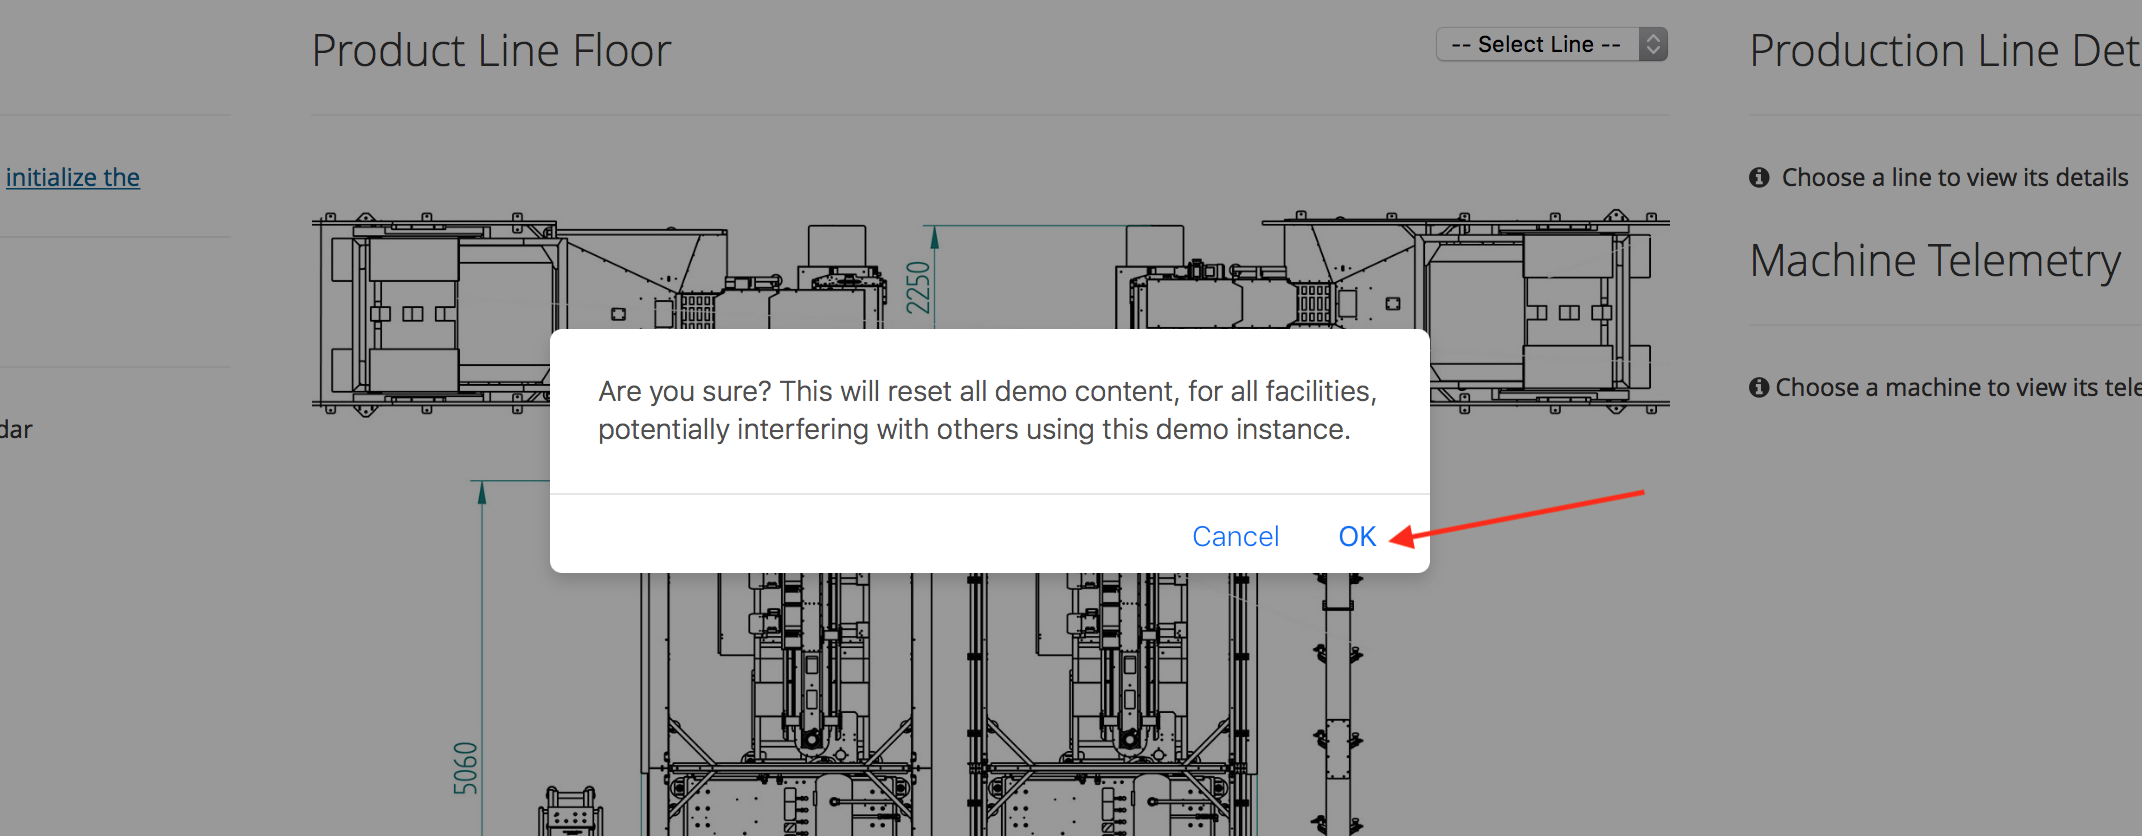 Product Line Floor
-- Select Line --
Production Line Det
initialize the
Choose a line to view its details
2250
Machine Telemetry
Are you sure? This will reset all demo content, for all facilities,
potentially interfering with others using this demo instance.
Choose a machine to view its tele
dar
Cancel
OK
5060